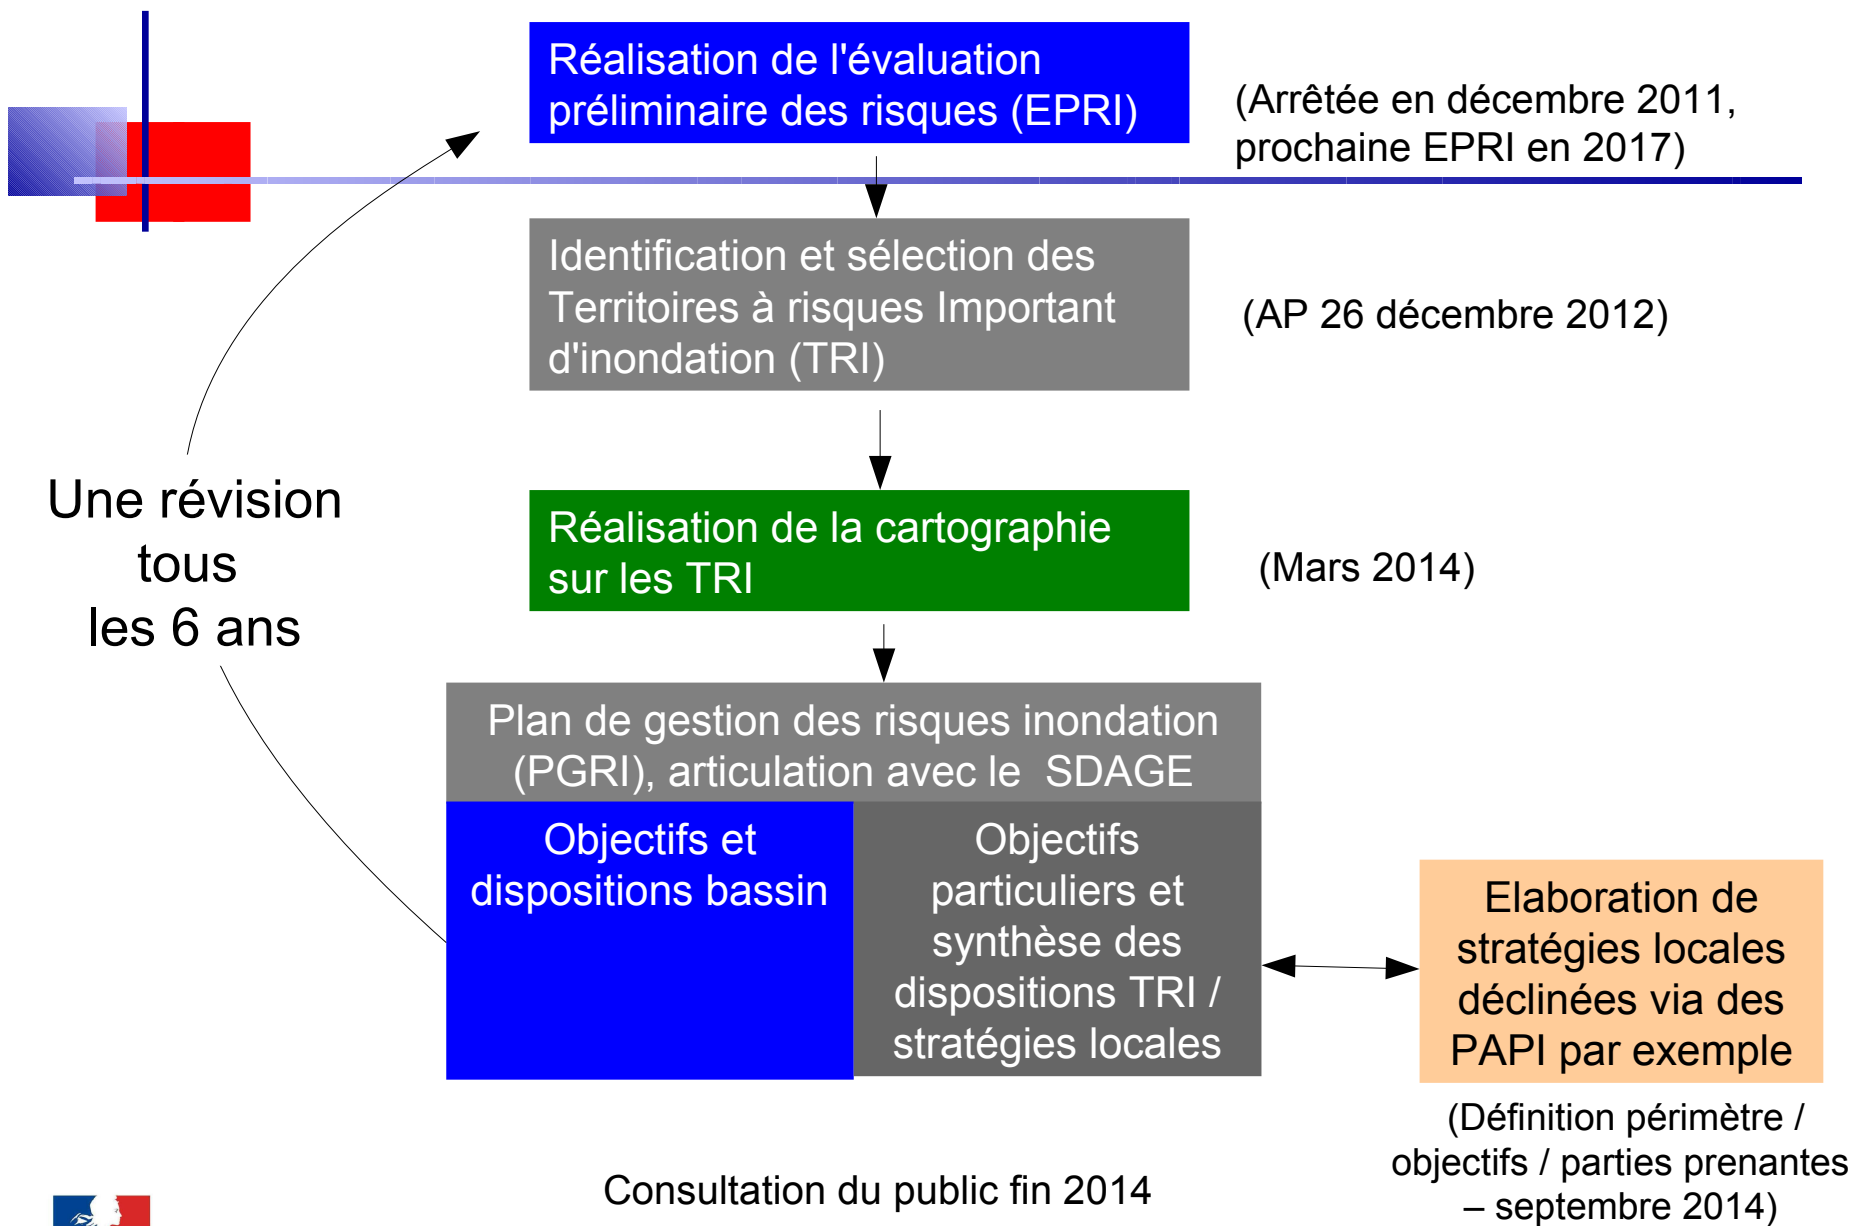 Réalisation de l'évaluation
préliminaire des risques (EPRI)
(Arrêtée en décembre 2011,
prochaine EPRI en 2017)
Identification et sélection des
Territoires à risques Important
d'inondation (TRI)
(AP 26 décembre 2012)
Une révision
tous
les 6 ans
Réalisation de la cartographie
sur les TRI
(Mars 2014)
Plan de gestion des risques inondation
(PGRI), articulation avec le SDAGE
Objectifs et
dispositions bassin
Objectifs
particuliers et
synthèse des
dispositions TRI /
stratégies locales
Elaboration de
stratégies locales
déclinées via des
PAPI par exemple
(Définition périmètre /
objectifs / parties prenantes
– septembre 2014)
Consultation du public fin 2014